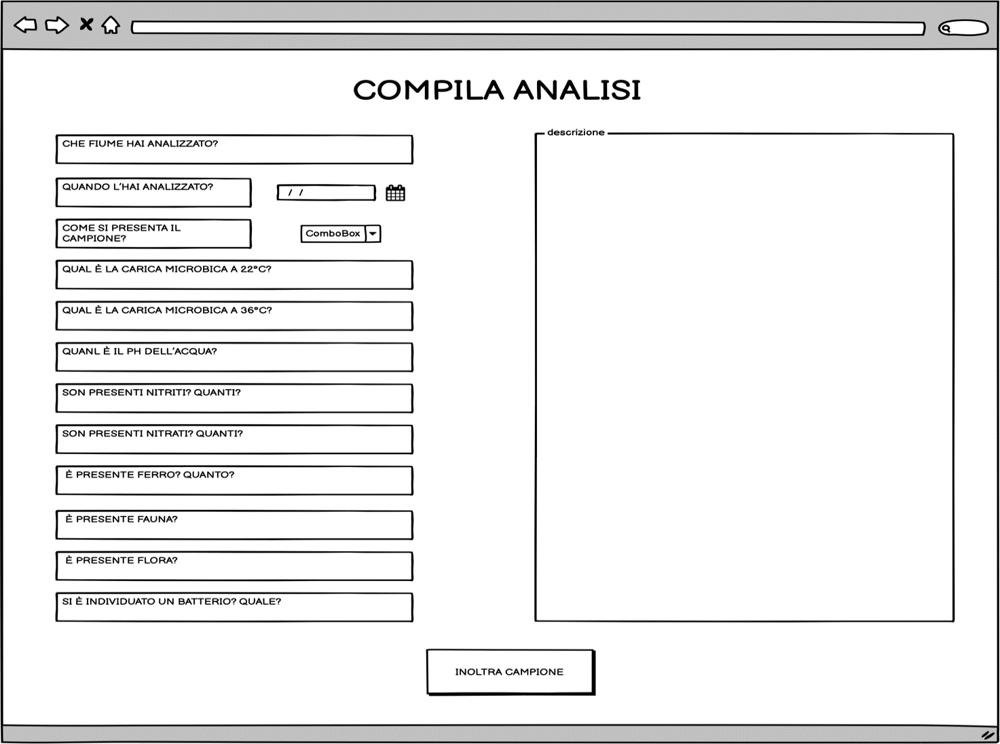 COMPILA ANALISI
CHE FIUME HAI ANALIZZATO?
QUANDO L'HAI ANALIZZATO?
/ /
COME SI PRESENTA IL
CAMPIONE?
ComboBox
QUAL È LA CARICA MICROBICA A 22°C?
QUAL È LA CARICA MICROBICA A 36°C?
QUANL È IL PH DELL'ACQUA?
SON PRESENTI NITRITI? QUANTI?
SON PRESENTI NITRATI? QUANTI?
È PRESENTE FERRO? QUANTO?
È PRESENTE FAUNA?
È PRESENTE FLORA?
SI È INDIVIDUATO UN BATTERIO? QUALE?
descrizione
INOLTRA CAMPIONE